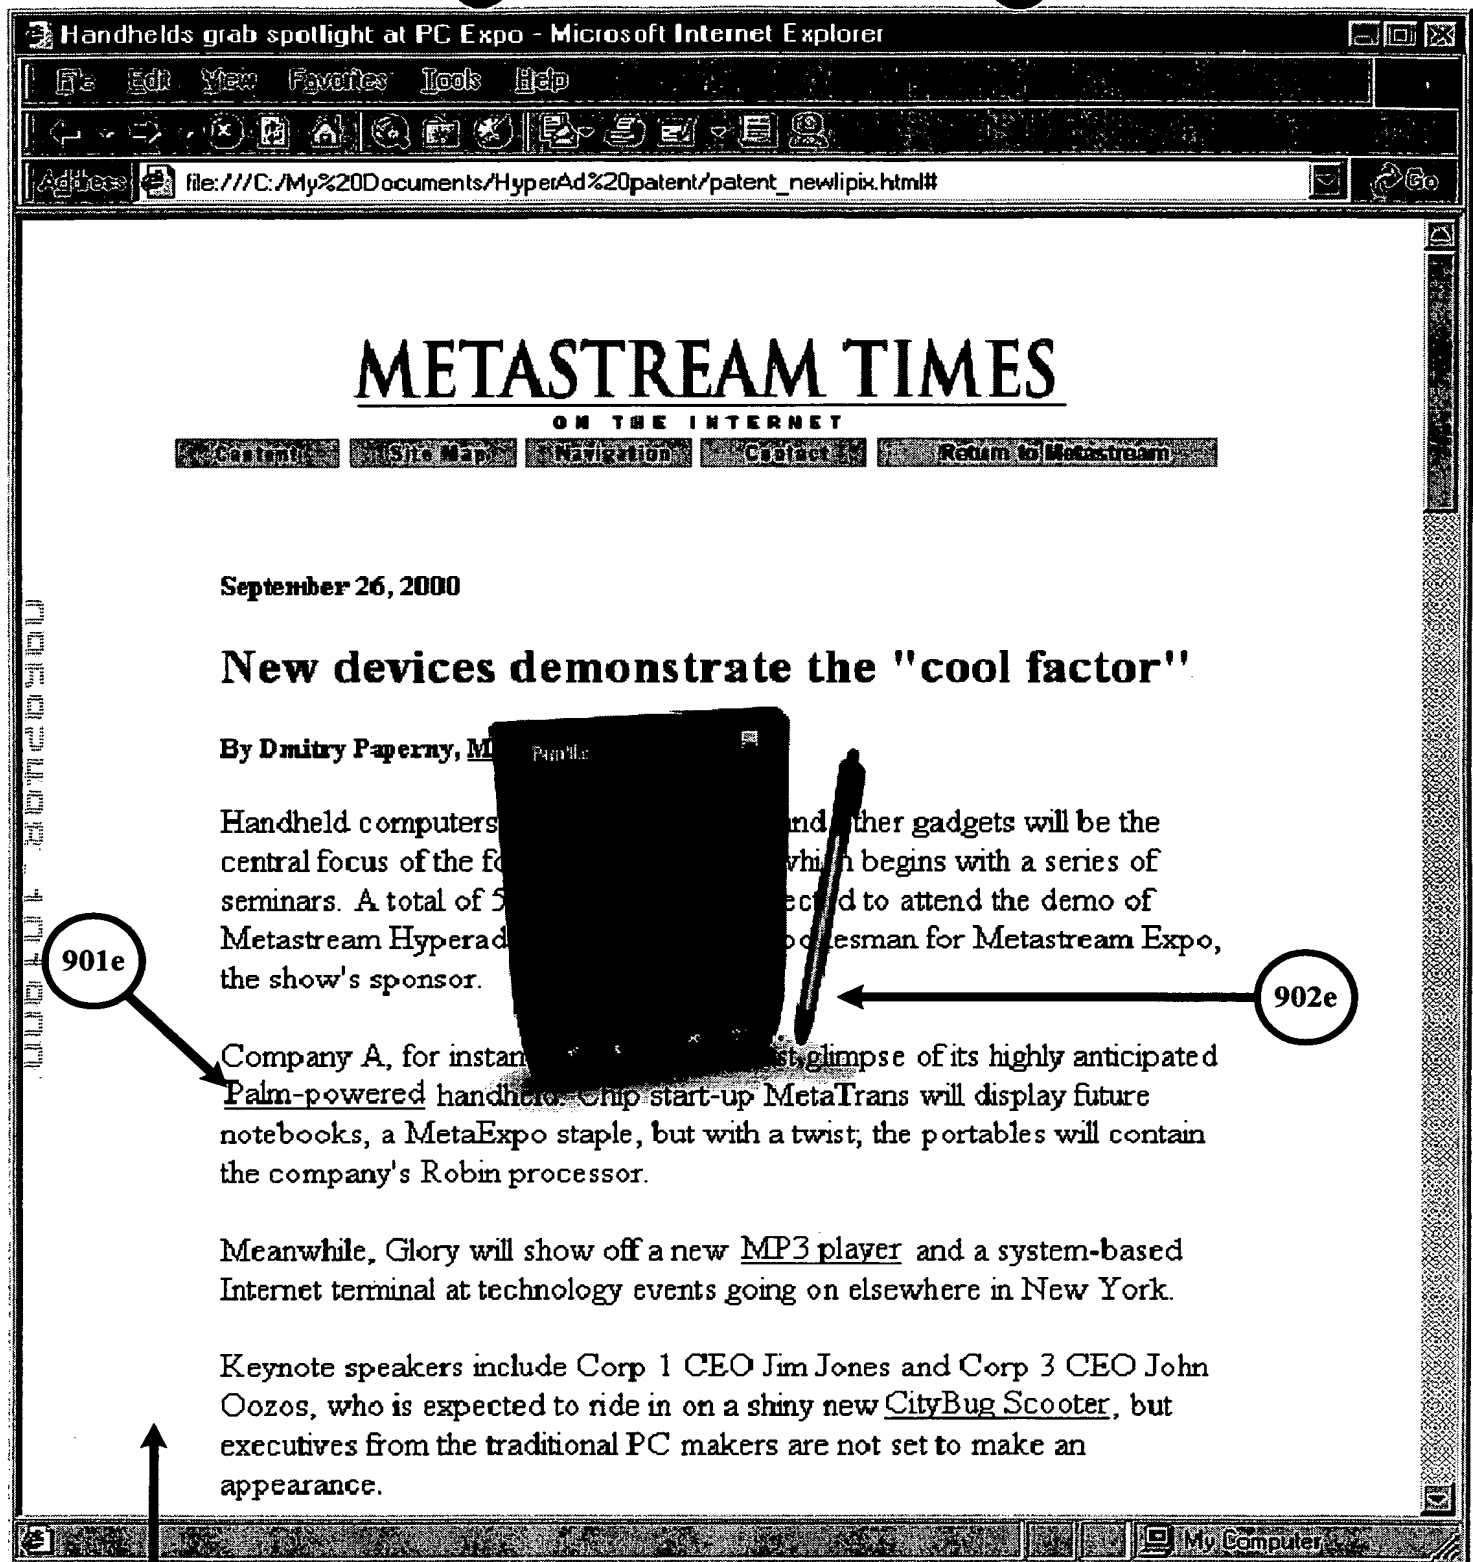 Handhelds grab spotlight at PC Expo - Microsoft Internet Explorer
File Edit View Favorites Tools Help
Address file:///C:/My%20Documents/HyperAd%20patent/patent_newlipix.html# Go
METASTREAM TIMES
ON THE INTERNET
Content Site Map Navigation Contact Return to Metastream
September 26, 2000
New devices demonstrate the "cool factor"
By Dmitry Paperny, M
Handheld computers and other gadgets will be the
central focus of the which begins with a series of
seminars. A total of 5 to attend the demo of
Metastream Hyperad for Metastream Expo,
the show's sponsor.
901e
902e
Company A, for glimpse of its highly anticipated
Palm-powered handheld. Chip start-up MetaTrans will display future
notebooks, a MetaExpo staple, but with a twist; the portables will contain
the company's Robin processor.
Meanwhile, Glory will show off a new MP3 player and a system-based
Internet terminal at technology events going on elsewhere in New York.
Keynote speakers include Corp 1 CEO Jim Jones and Corp 3 CEO John
Oozos, who is expected to ride in on a shiny new CityBug Scooter, but
executives from the traditional PC makers are not set to make an
appearance.
My Computer